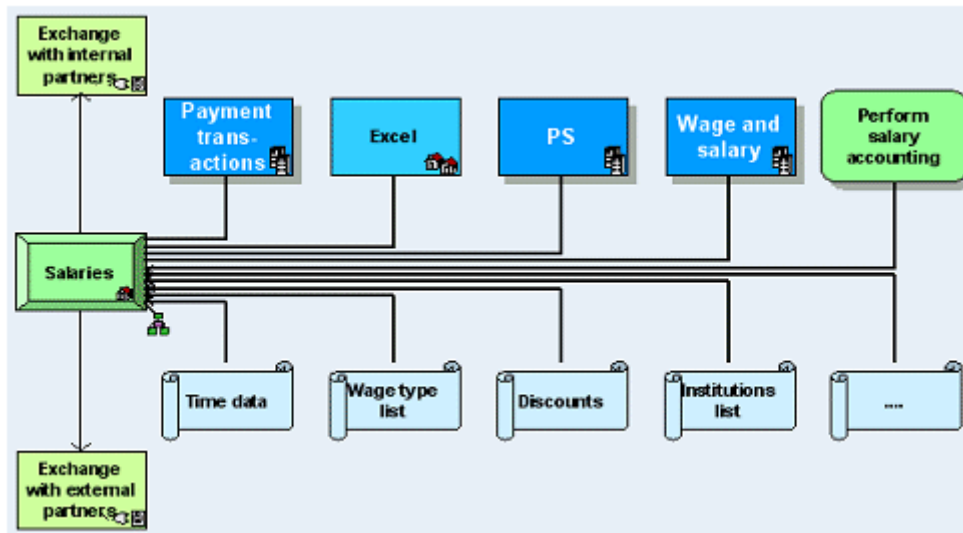 Exchange
with internal
partners
Payment
trans-
actions
Excel
PS
Wage and
salary
Perform
salary
accounting
Salaries
Time data
Wage type
list
Discounts
Institutions
list
....
Exchange
with external
partners